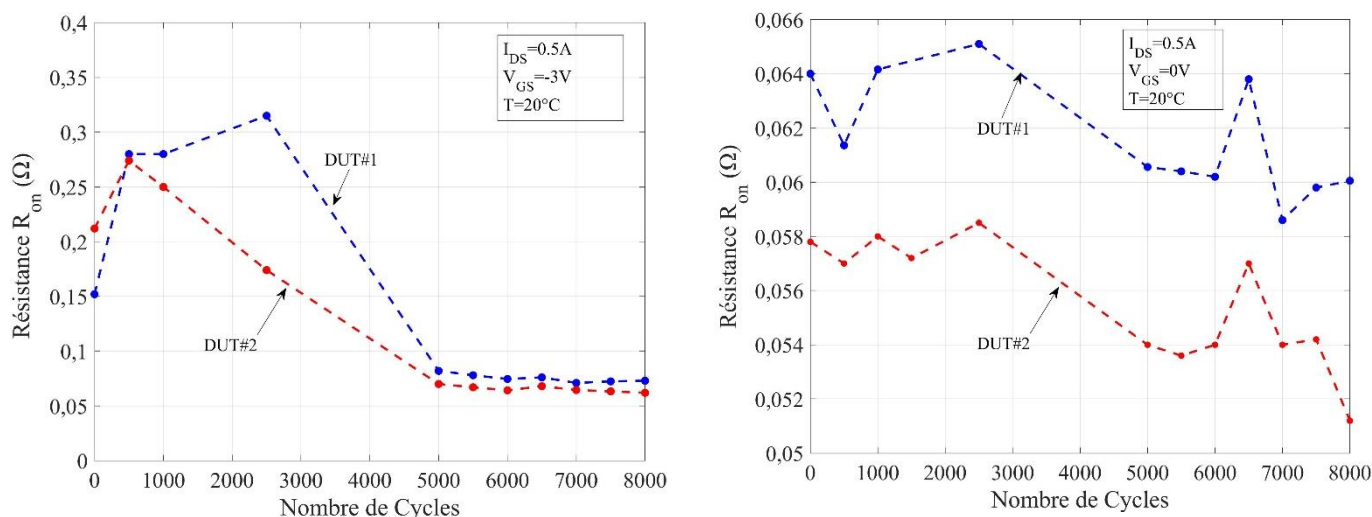 Résistance R_on (Ω)
0,4
0,35
0,3
0,25
0,2
0,15
0,1
0,05
0
I_DS=0.5A
V_GS=-3V
T=20°C
DUT#1
DUT#2
0 1000 2000 3000 4000 5000 6000 7000 8000
Nombre de Cycles
Résistance R_on (Ω)
0,066
0,064
0,062
0,06
0,058
0,056
0,054
0,052
0,05
I_DS=0.5A
V_GS=0V
T=20°C
DUT#1
DUT#2
0 1000 2000 3000 4000 5000 6000 7000 8000
Nombre de Cycles